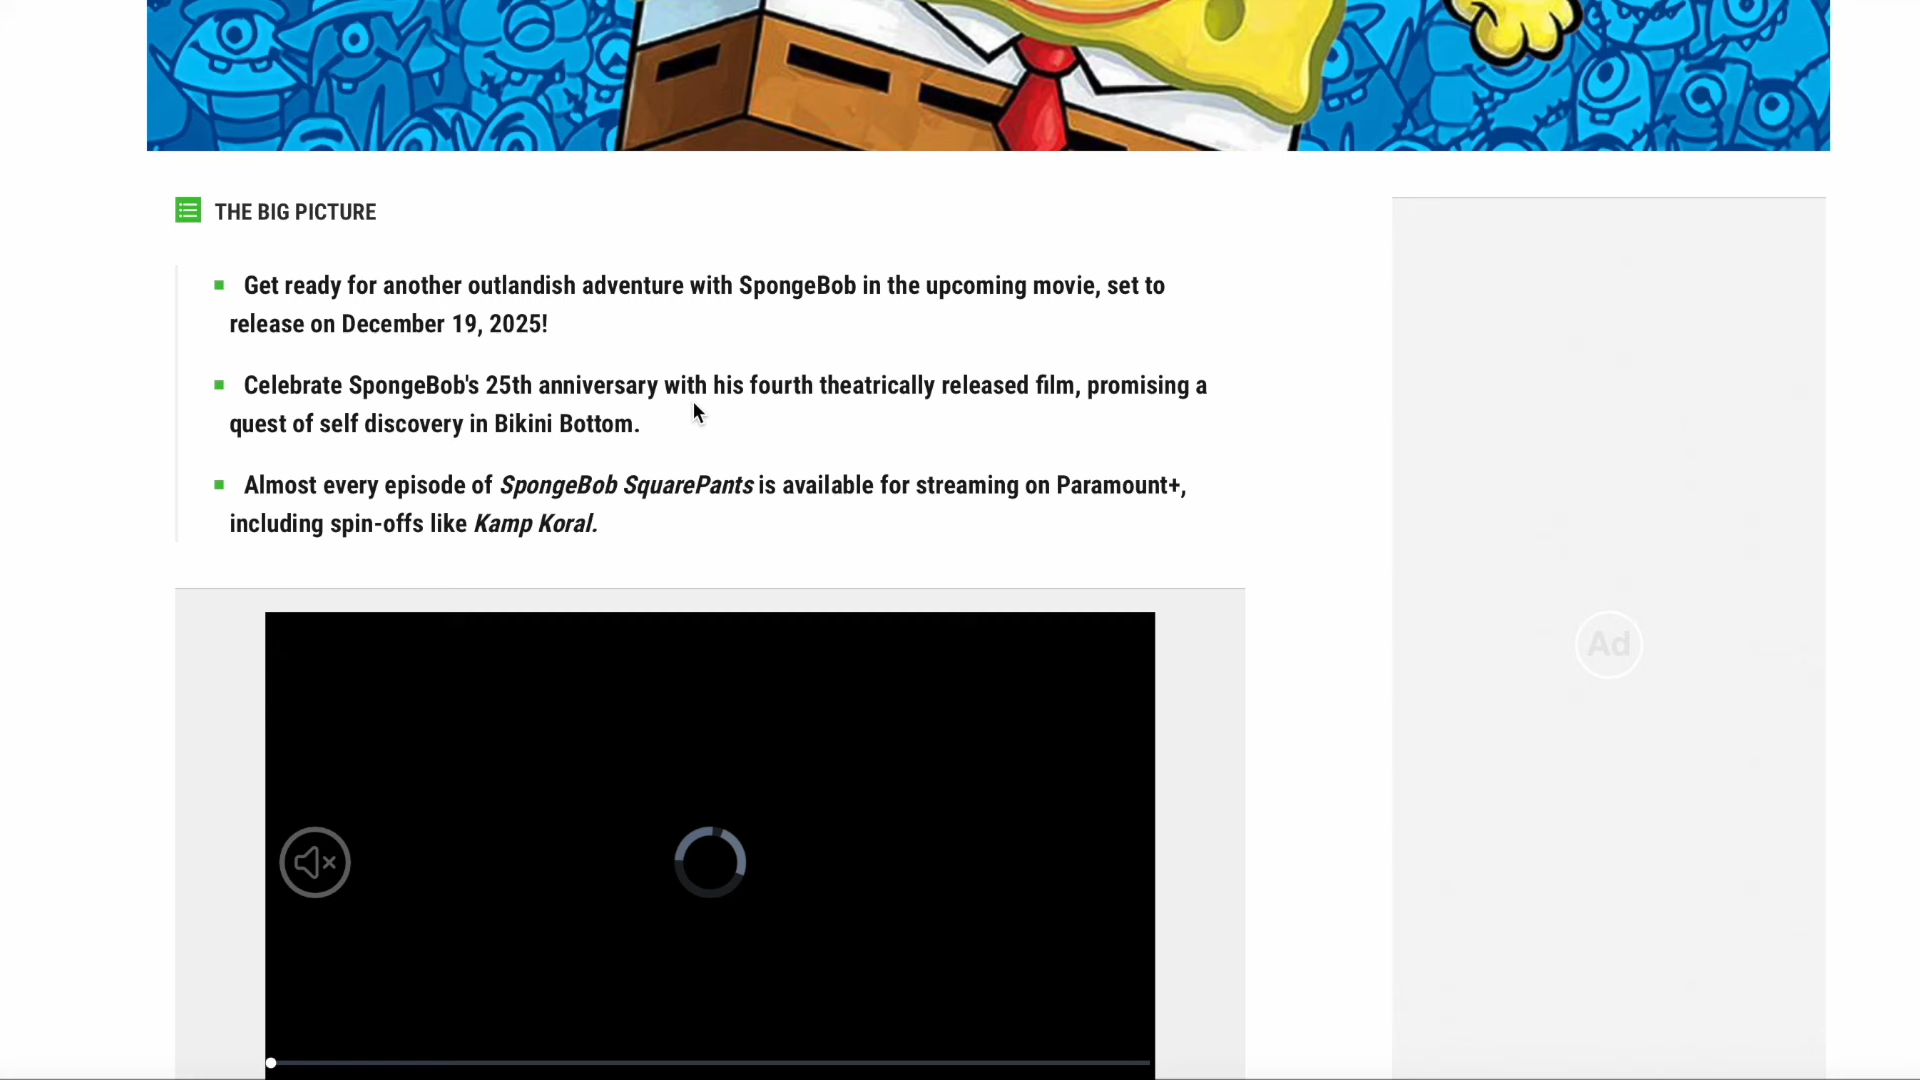 THE BIG PICTURE
Get ready for another outlandish adventure with SpongeBob in the upcoming movie, set to
release on December 19, 2025!
Celebrate SpongeBob's 25th anniversary with his fourth theatrically released film, promising a
quest of self discovery in Bikini Bottom.
Almost every episode of SpongeBob SquarePants is available for streaming on Paramount+,
including spin-offs like Kamp Koral.
Ad